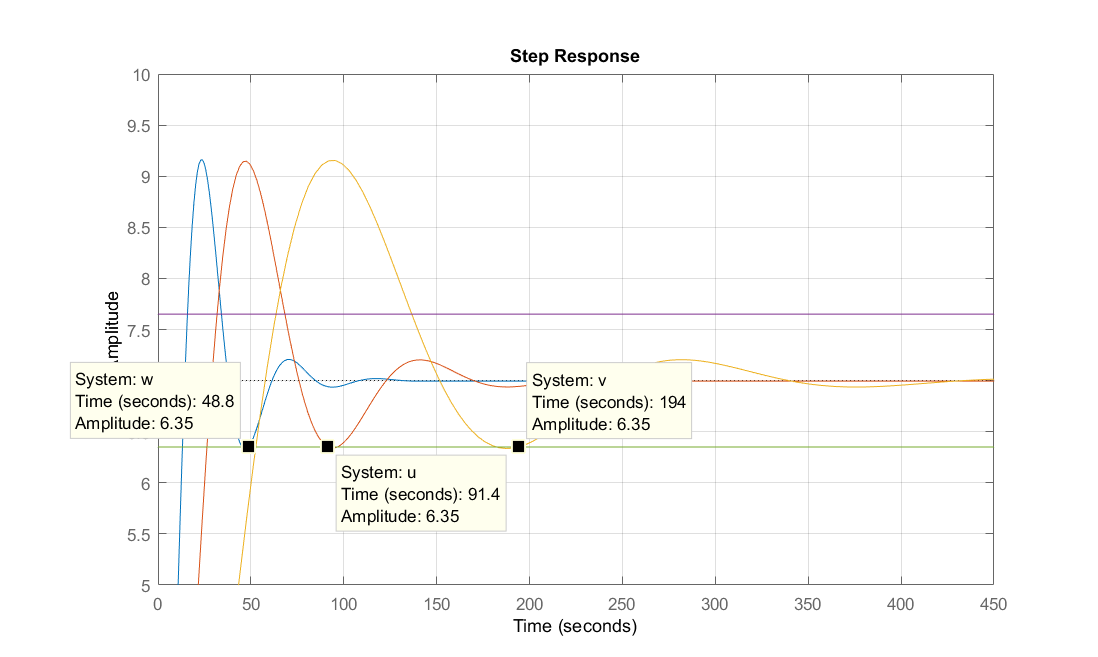 Step Response
10
9.5
9
8.5
8
7.5
6
5.5
5
mplitude
System: w
Time (seconds): 48.8
Amplitude: 6.35
System: v
Time (seconds): 194
Amplitude: 6.35
System: u
Time (seconds): 91.4
Amplitude: 6.35
0 50 100 150 200 250 300 350 400 450
Time (seconds)